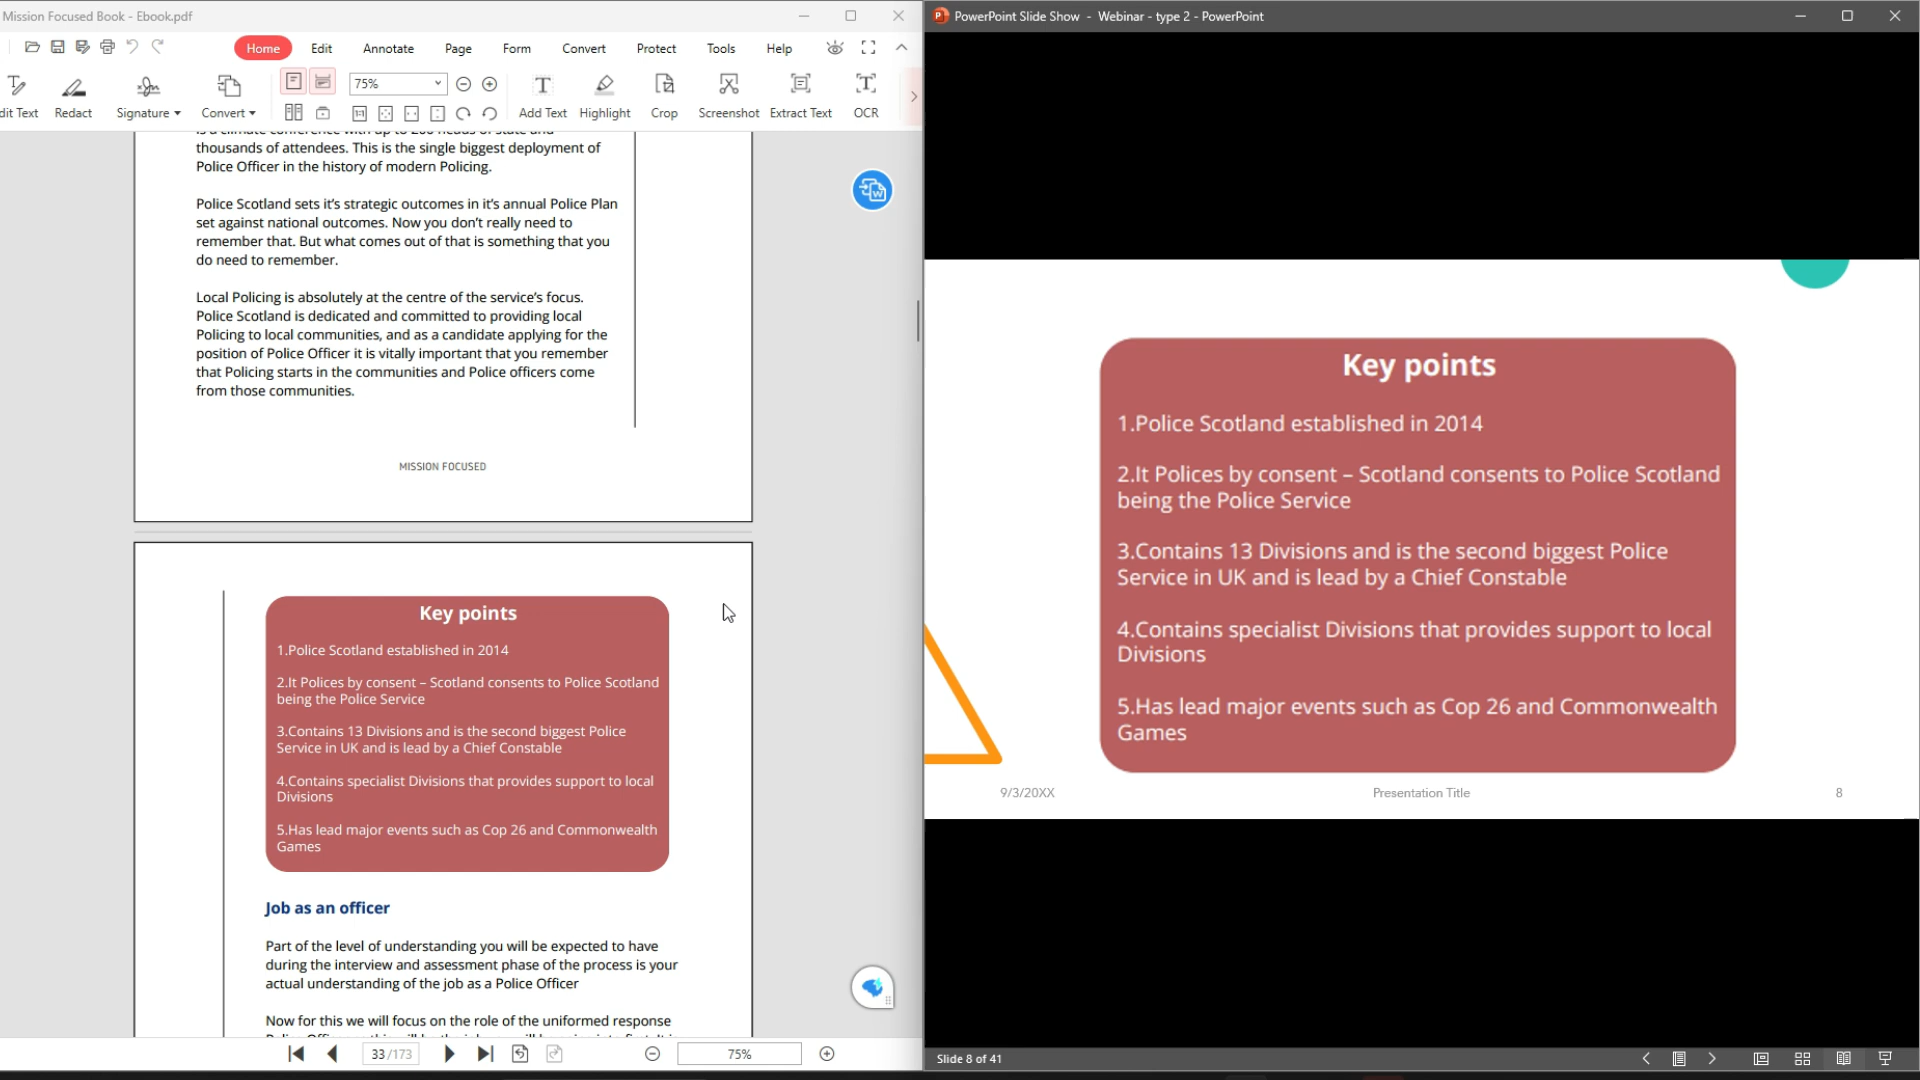 Mission Focused Book - Ebook.pdf
Home Edit Annotate Page Form Convert Protect Tools Help
dit Text Redact Signature Convert 75% Add Text Highlight Crop Screenshot Extract Text OCR
is a climate conference with up to 200 heads of state and
thousands of attendees. This is the single biggest deployment of
Police Officer in the history of modern Policing.
Police Scotland sets it's strategic outcomes in it's annual Police Plan
set against national outcomes. Now you don't really need to
remember that. But what comes out of that is something that you
do need to remember.
Local Policing is absolutely at the centre of the service's focus.
Police Scotland is dedicated and committed to providing local
Policing to local communities, and as a candidate applying for the
position of Police Officer it is vitally important that you remember
that Policing starts in the communities and Police officers come
from those communities.
MISSION FOCUSED
Key points
1.Police Scotland established in 2014
2.It Polices by consent – Scotland consents to Police Scotland
being the Police Service
3.Contains 13 Divisions and is the second biggest Police
Service in UK and is lead by a Chief Constable
4.Contains specialist Divisions that provides support to local
Divisions
5.Has lead major events such as Cop 26 and Commonwealth
Games
Job as an officer
Part of the level of understanding you will be expected to have
during the interview and assessment phase of the process is your
actual understanding of the job as a Police Officer
Now for this we will focus on the role of the uniformed response
33/173 75%
PowerPoint Slide Show - Webinar - type 2 - PowerPoint
Key points
1.Police Scotland established in 2014
2.It Polices by consent – Scotland consents to Police Scotland
being the Police Service
3.Contains 13 Divisions and is the second biggest Police
Service in UK and is lead by a Chief Constable
4.Contains specialist Divisions that provides support to local
Divisions
5.Has lead major events such as Cop 26 and Commonwealth
Games
9/3/20XX Presentation Title 8
Slide 8 of 41